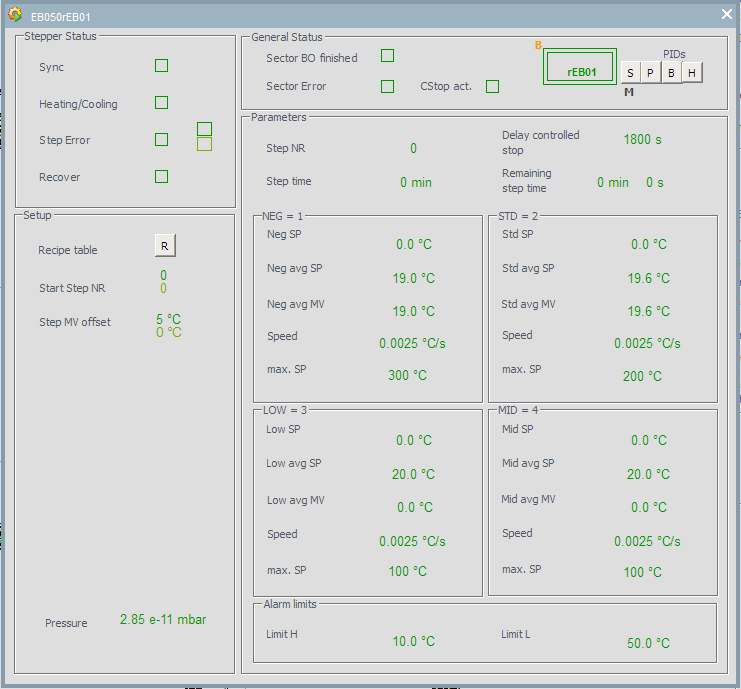 EB050rEB01
Stepper Status
Sync
Heating/Cooling
Step Error
Recover
Setup
Recipe table
R
Start Step NR
0
0
Step MV offset
5 °C
0 °C
Pressure
2.85 e-11 mbar
General Status
Sector BO finished
Sector Error
CStop act.
B
rEB01
PIDs
S P B H
M
Parameters
Step NR
0
Delay controlled
stop
1800 s
Step time
0 min
Remaining
step time
0 min 0 s
NEG = 1
Neg SP
0.0 °C
Neg avg SP
19.0 °C
Neg avg MV
19.0 °C
Speed
0.0025 °C/s
max. SP
300 °C
STD = 2
Std SP
0.0 °C
Std avg SP
19.6 °C
Std avg MV
19.6 °C
Speed
0.0025 °C/s
max. SP
200 °C
LOW = 3
Low SP
0.0 °C
Low avg SP
20.0 °C
Low avg MV
0.0 °C
Speed
0.0025 °C/s
max. SP
100 °C
MID = 4
Mid SP
0.0 °C
Mid avg SP
20.0 °C
Mid avg MV
0.0 °C
Speed
0.0025 °C/s
max. SP
100 °C
Alarm limits
Limit H
10.0 °C
Limit L
50.0 °C